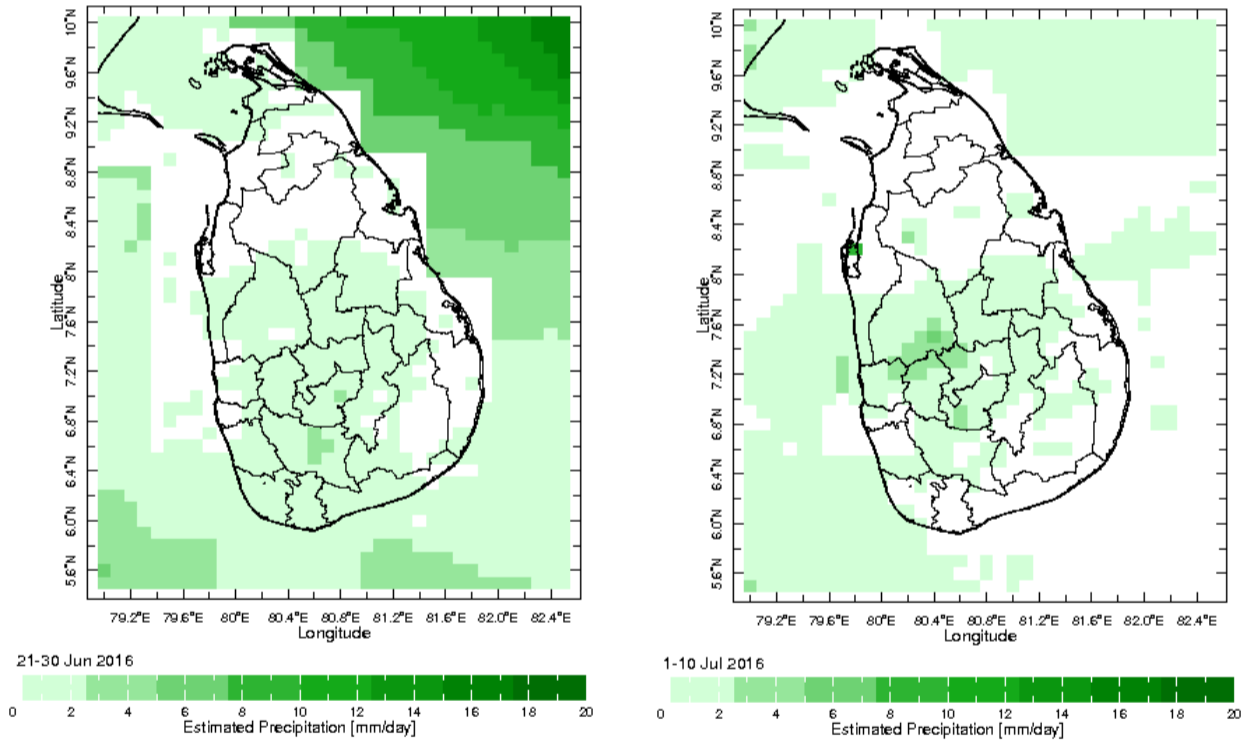 10°N
9.6°N
9.2°N
8.8°N
8.4°N
8°N
7.6°N
7.2°N
6.8°N
6.4°N
6.0°N
5.6°N
Latitude
79.2°E 79.6°E 80°E 80.4°E 80.8°E 81.2°E 81.6°E 82.0°E 82.4°E
Longitude
21-30 Jun 2016
0 2 4 6 8 10 12 14 16 18 20
Estimated Precipitation [mm/day]
10°N
9.6°N
9.2°N
8.8°N
8.4°N
8°N
7.6°N
7.2°N
6.8°N
6.4°N
6.0°N
5.6°N
Latitude
79.2°E 79.6°E 80°E 80.4°E 80.8°E 81.2°E 81.6°E 82.0°E 82.4°E
Longitude
1-10 Jul 2016
0 2 4 6 8 10 12 14 16 18 20
Estimated Precipitation [mm/day]